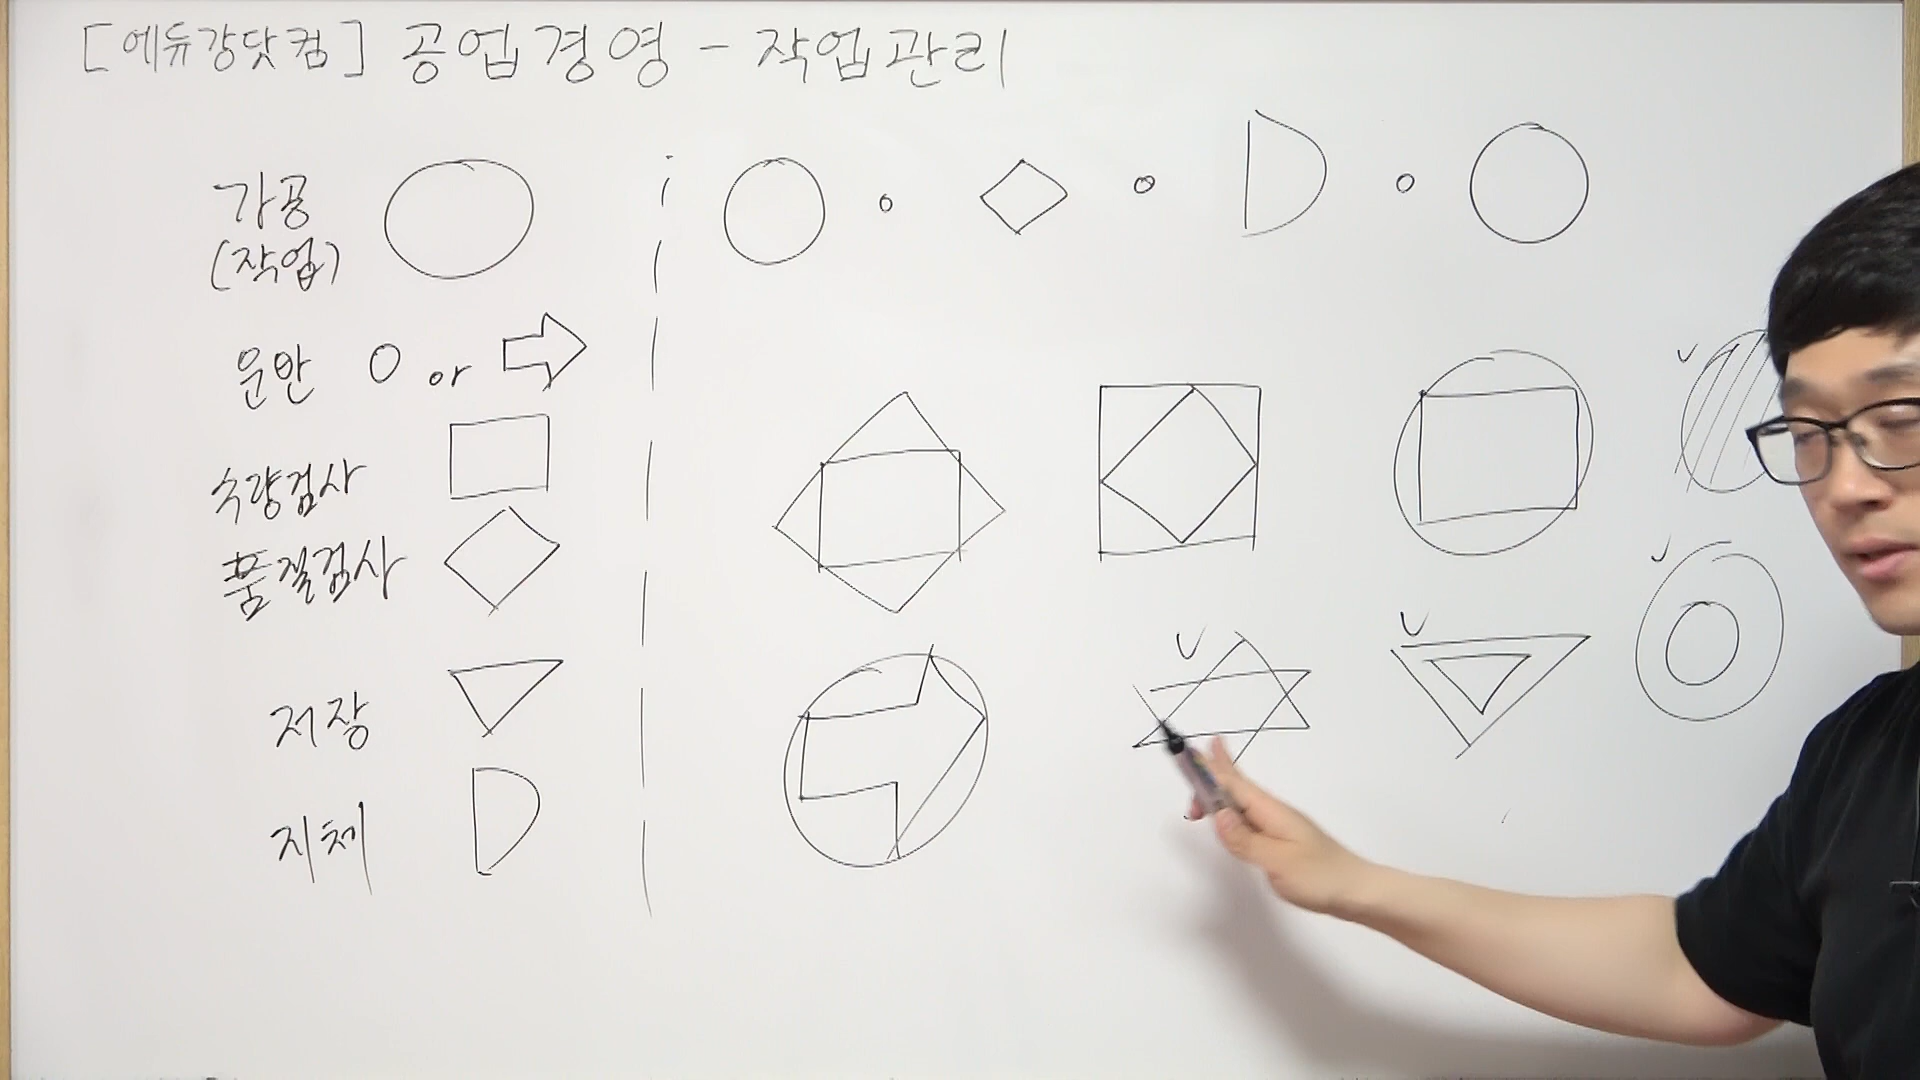 [에듀강닷컴] 공업경영 - 작업관리
가공
(작업)
운반 or
수량검사
품질검사
저장
지체